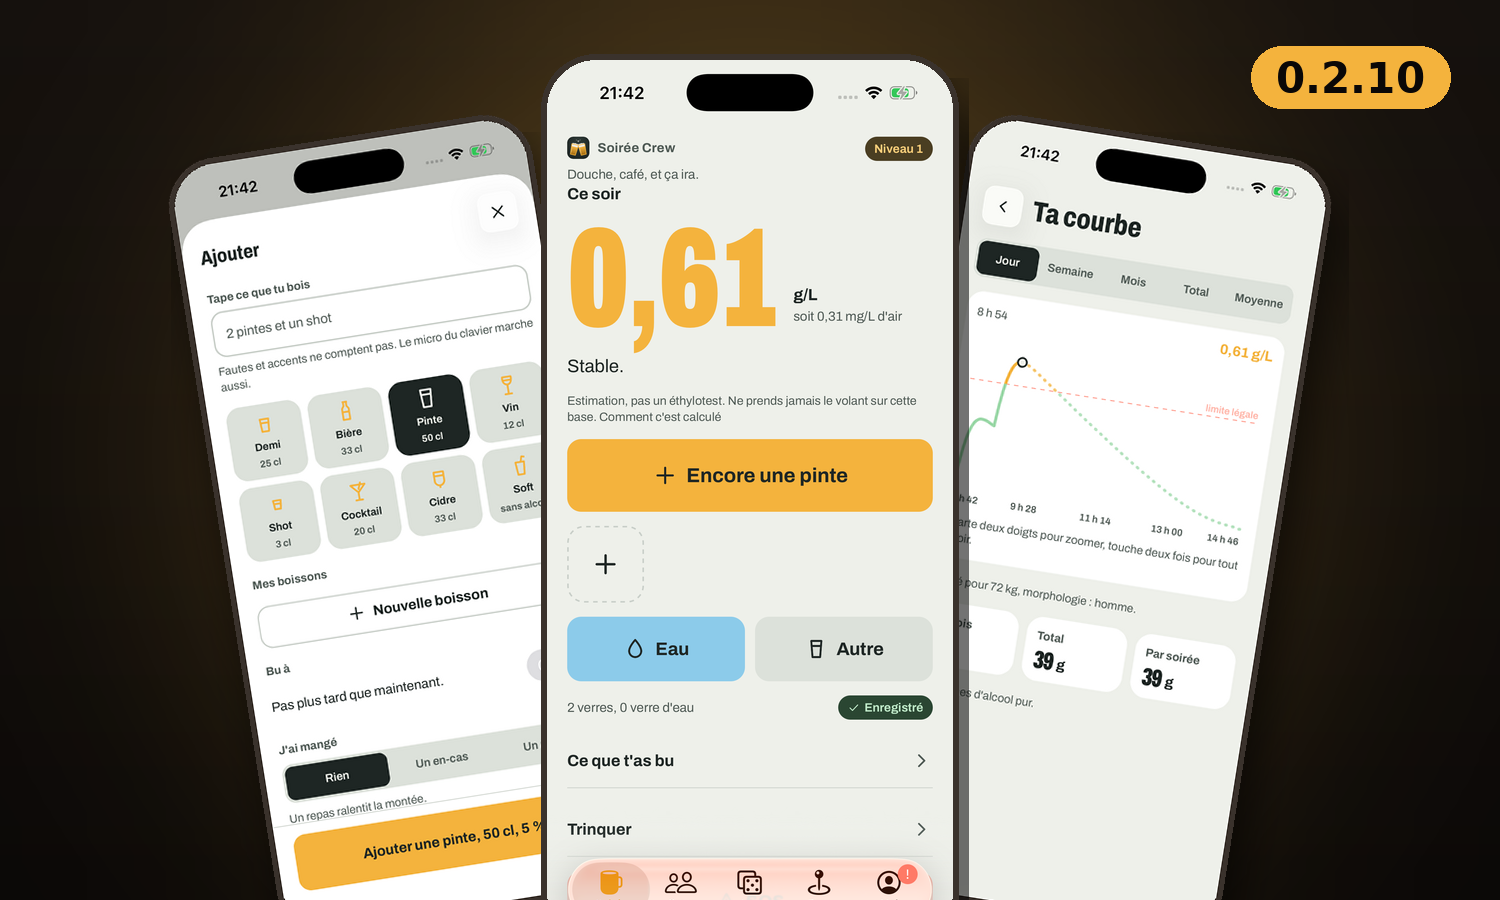 0.2.10
21:42
Ajouter
Tape ce que tu bois
2 pintes et un shot
Fautes et accents ne comptent pas. Le micro du clavier marche
aussi.
Demi
25 cl
Bière
33 cl
Pinte
50 cl
Vin
12 cl
Shot
3 cl
Cocktail
20 cl
Cidre
33 cl
Soft
sans alco
Mes boissons
+ Nouvelle boisson
Bu à
Pas plus tard que maintenant.
J'ai mangé
Rien
Un en-cas
Un
Un repas ralentit la montée.
Ajouter une pinte, 50 cl, 5 %
21:42
Soirée Crew
Niveau 1
Douche, café, et ça ira.
Ce soir
0,61
g/L
soit 0,31 mg/L d'air
Stable.
Estimation, pas un éthylotest. Ne prends jamais le volant sur cette
base. Comment c'est calculé
+ Encore une pinte
+
Eau
Autre
2 verres, 0 verre d'eau
Enregistré
Ce que t'as bu
Trinquer
!
21:42
Ta courbe
Jour
Semaine
Mois
Total
Moyenne
8 h 54
0,61 g/L
limite légale
h 42
9 h 28
11 h 14
13 h 00
14 h 46
arte deux doigts pour zoomer, touche deux fois pour tout
oir.
é pour 72 kg, morphologie : homme.
ois
Total
39 g
Par soirée
39 g
es d'alcool pur.